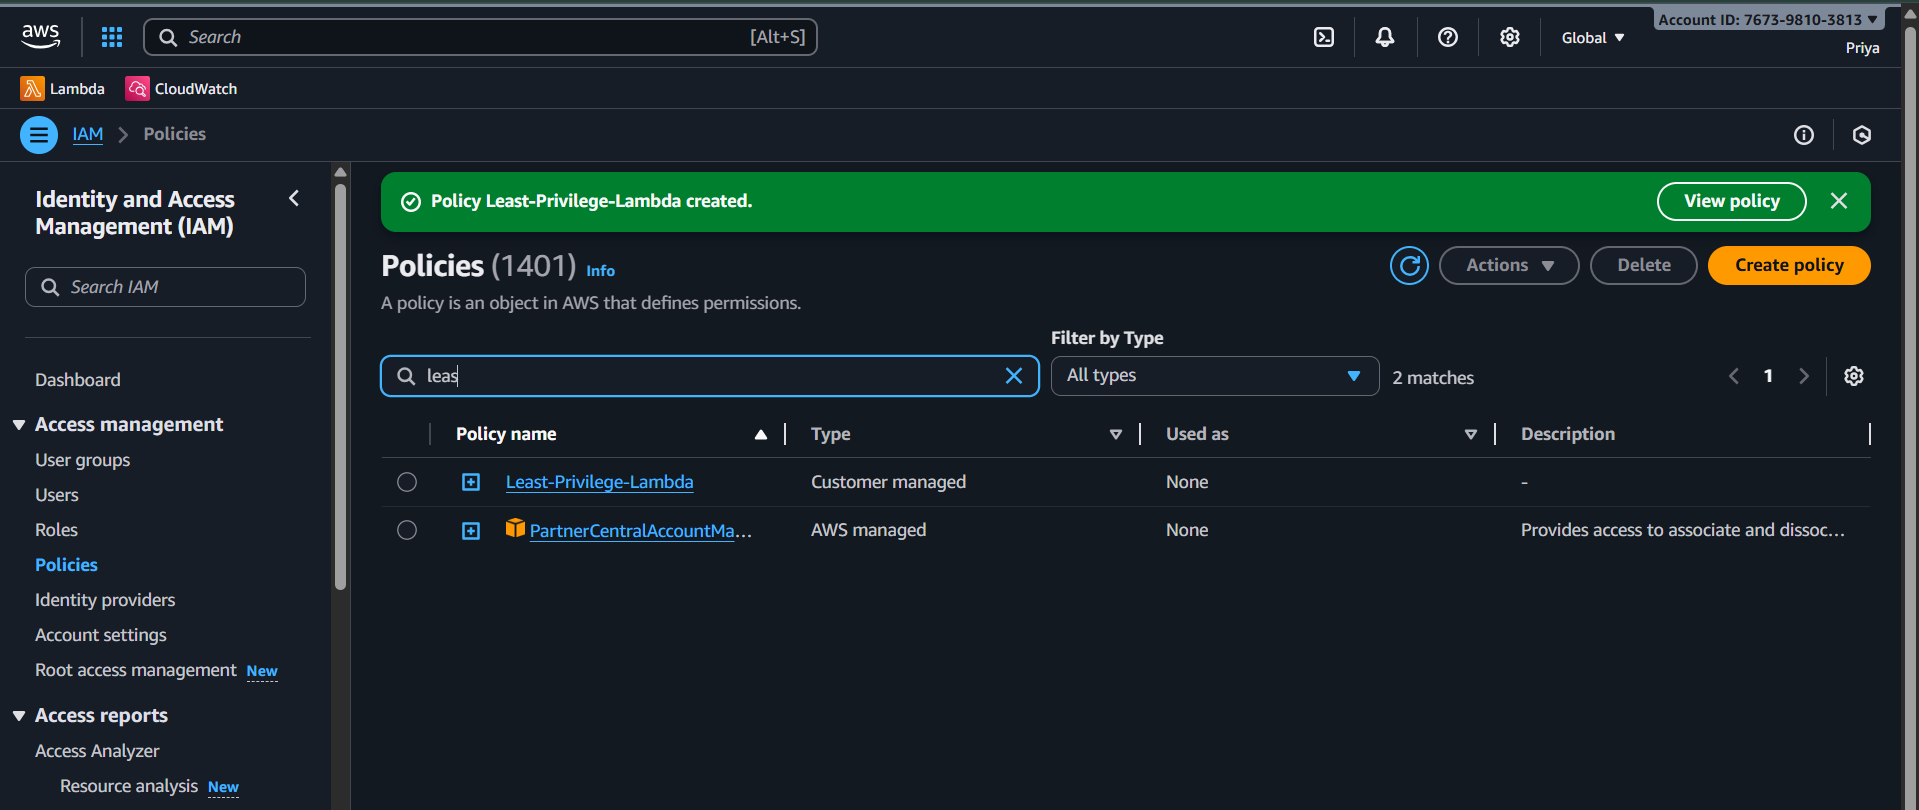 Account ID: 7673-9810-3813
aws
Search [Alt+S]
Global
Priya
Lambda
CloudWatch
IAM
Policies
Identity and Access
Management (IAM)
Search IAM
Dashboard
Access management
User groups
Users
Roles
Policies
Identity providers
Account settings
Root access management New
Access reports
Access Analyzer
Resource analysis New
Policy Least-Privilege-Lambda created.
View policy
Policies (1401) Info
Actions
Delete
Create policy
A policy is an object in AWS that defines permissions.
Filter by Type
leas
All types
2 matches
1
Policy name Type Used as Description
Least-Privilege-Lambda Customer managed None -
PartnerCentralAccountMa... AWS managed None Provides access to associate and dissoc...